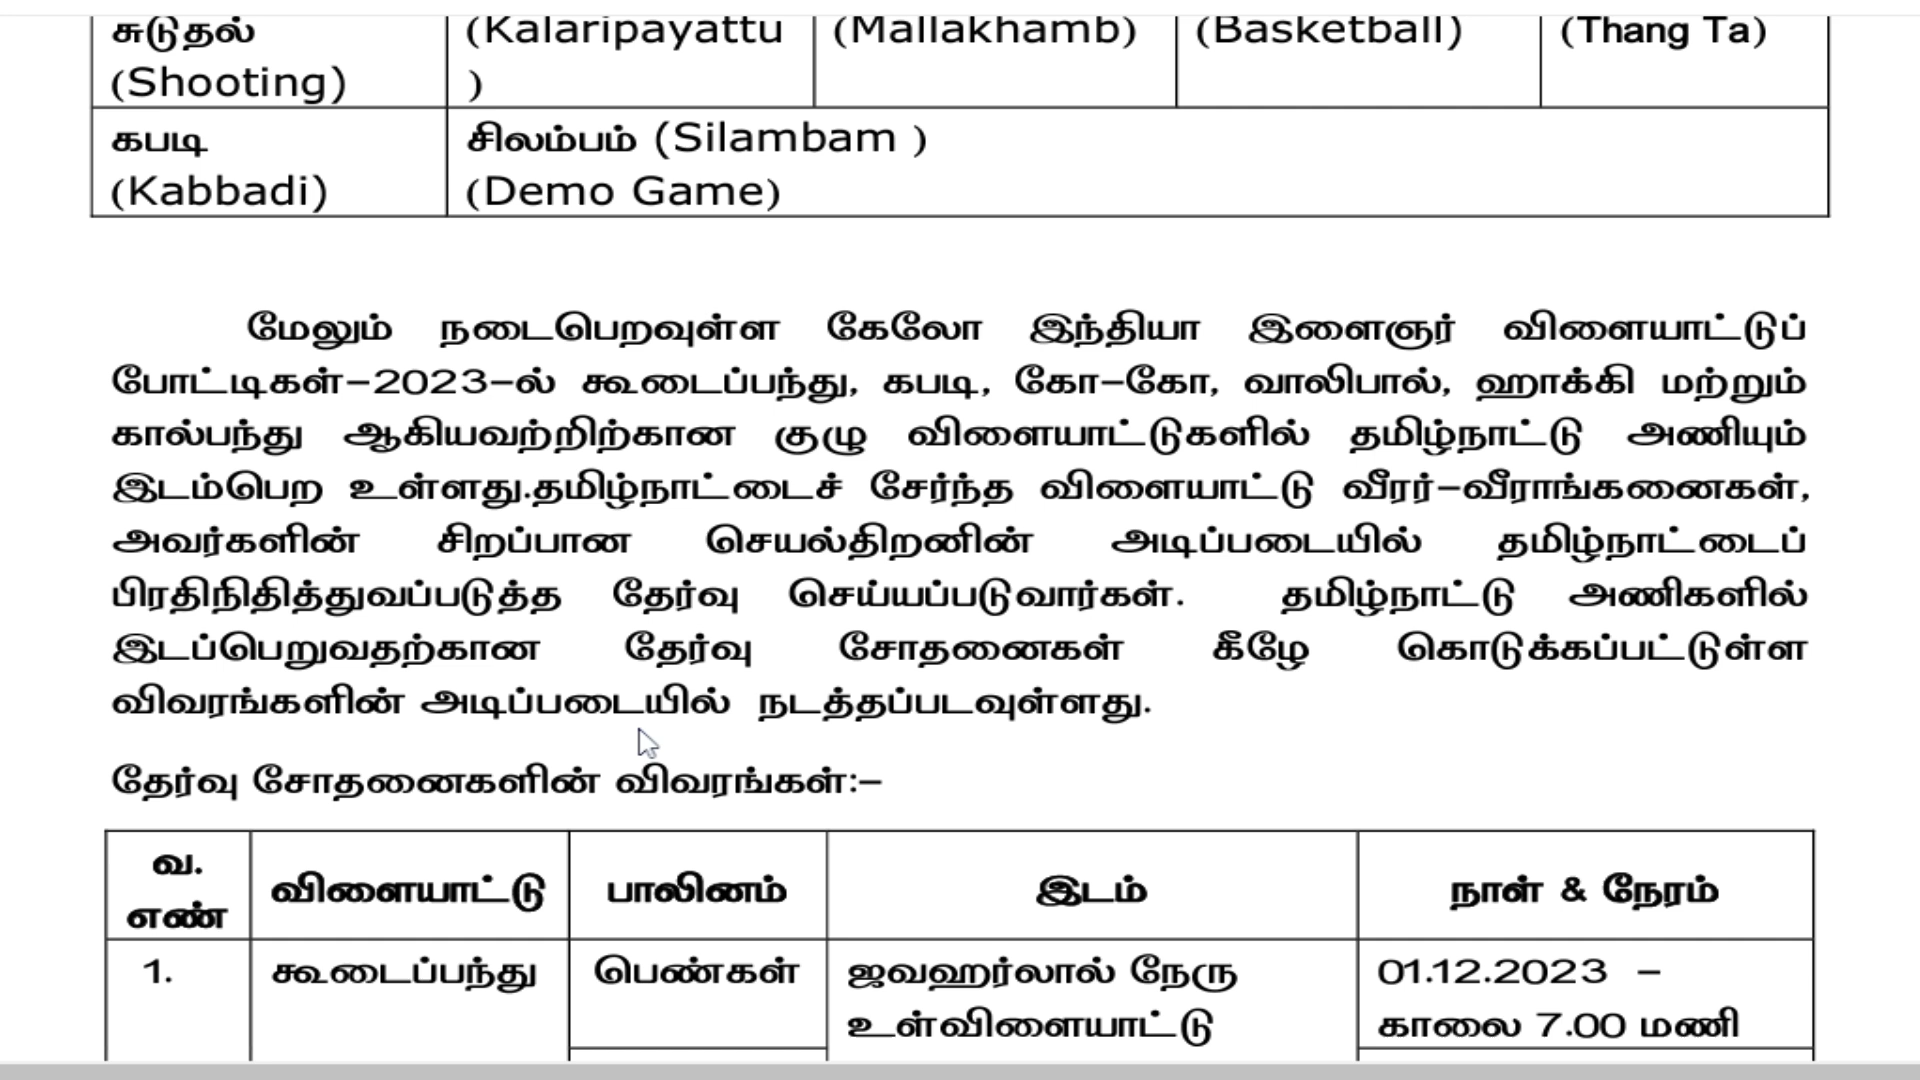 சுடுதல் (Kalaripayattu (Mallakhamb) (Basketball) (Thang Ta)
(Shooting) )
கபடி சிலம்பம் (Silambam )
(Kabbadi) (Demo Game)
மேலும் நடைபெறவுள்ள கேலோ இந்தியா இளைஞர் விளையாட்டுப்
போட்டிகள்-2023-ல் கூடைப்பந்து, கபடி, கோ-கோ, வாலிபால், ஹாக்கி மற்றும்
கால்பந்து ஆகியவற்றிற்கான குழு விளையாட்டுகளில் தமிழ்நாட்டு அணியும்
இடம்பெற உள்ளது.தமிழ்நாட்டைச் சேர்ந்த விளையாட்டு வீரர்-வீராங்கனைகள்,
அவர்களின் சிறப்பான செயல்திறனின் அடிப்படையில் தமிழ்நாட்டைப்
பிரதிநிதித்துவப்படுத்த தேர்வு செய்யப்படுவார்கள். தமிழ்நாட்டு அணிகளில்
இடப்பெறுவதற்கான தேர்வு சோதனைகள் கீழே கொடுக்கப்பட்டுள்ள
விவரங்களின் அடிப்படையில் நடத்தப்படவுள்ளது.
தேர்வு சோதனைகளின் விவரங்கள்:-
வ. எண் விளையாட்டு பாலினம் இடம் நாள் & நேரம்
1. கூடைப்பந்து பெண்கள் ஜவஹர்லால் நேரு 01.12.2023 -
உள்விளையாட்டு காலை 7.00 மணி